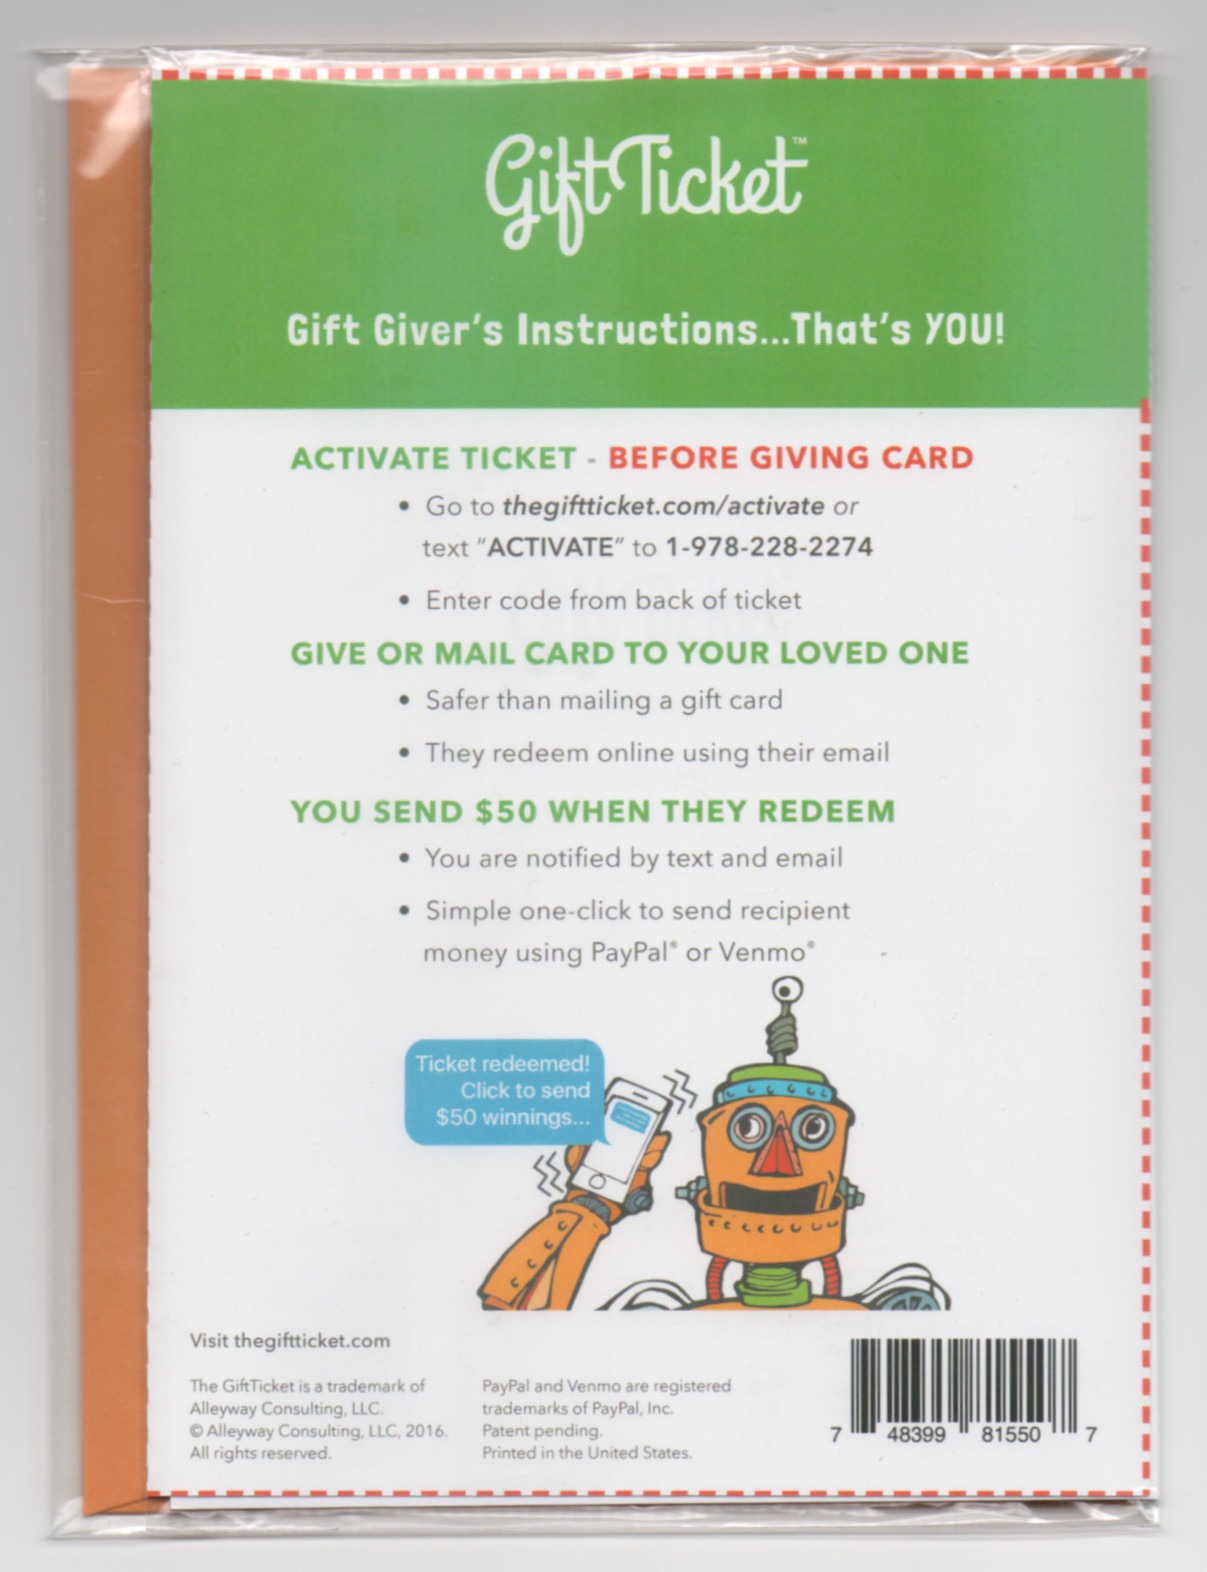 GiftTicket™
Gift Giver's Instructions...That's YOU!
ACTIVATE TICKET - BEFORE GIVING CARD
• Go to thegiftticket.com/activate or
text "ACTIVATE" to 1-978-228-2274
• Enter code from back of ticket
GIVE OR MAIL CARD TO YOUR LOVED ONE
• Safer than mailing a gift card
• They redeem online using their email
YOU SEND $50 WHEN THEY REDEEM
• You are notified by text and email
• Simple one-click to send recipient
money using PayPal® or Venmo®
Ticket redeemed!
Click to send
$50 winnings...
Visit thegiftticket.com
The GiftTicket is a trademark of
Alleyway Consulting, LLC.
© Alleyway Consulting, LLC, 2016.
All rights reserved.
PayPal and Venmo are registered
trademarks of PayPal, Inc.
Patent pending.
Printed in the United States.
7 48399 81550 7